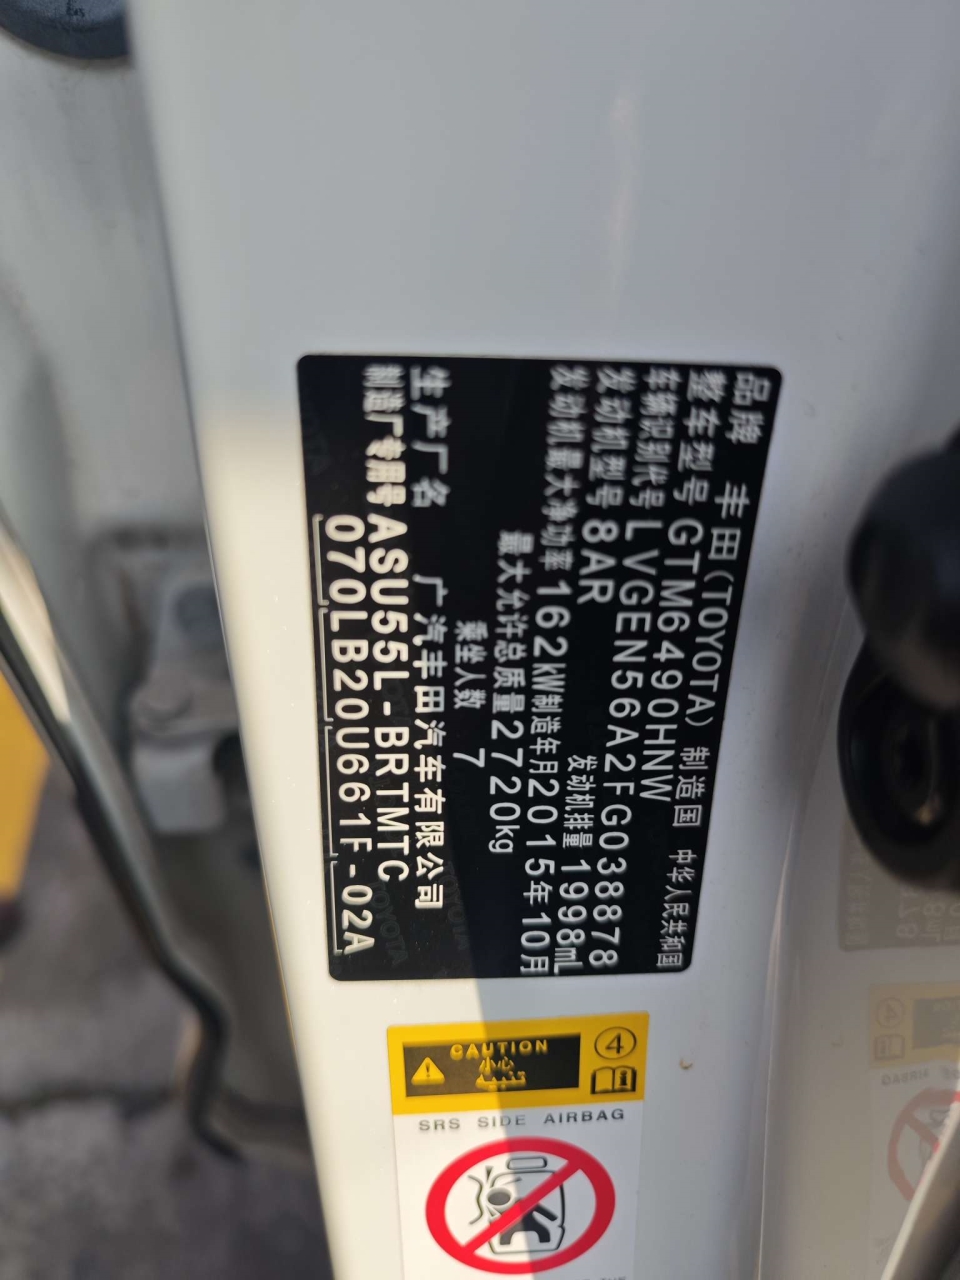 品牌 丰田(TOYOTA) 制造国 中华人民共和国
整车型号 GTM6490HNW
车辆识别代号 LVGEN56A2FG038878
发动机型号 8AR 发动机排量 1998mL
发动机最大净功率 162kW 制造年月 2015年10月
最大允许总质量 2720kg
乘坐人数 7
生产厂名 广汽丰田汽车有限公司
制造厂专用号 ASU55L-BRTMTC
070LB20U661F-02A
CAUTION
小心
4
SRS SIDE AIRBAG